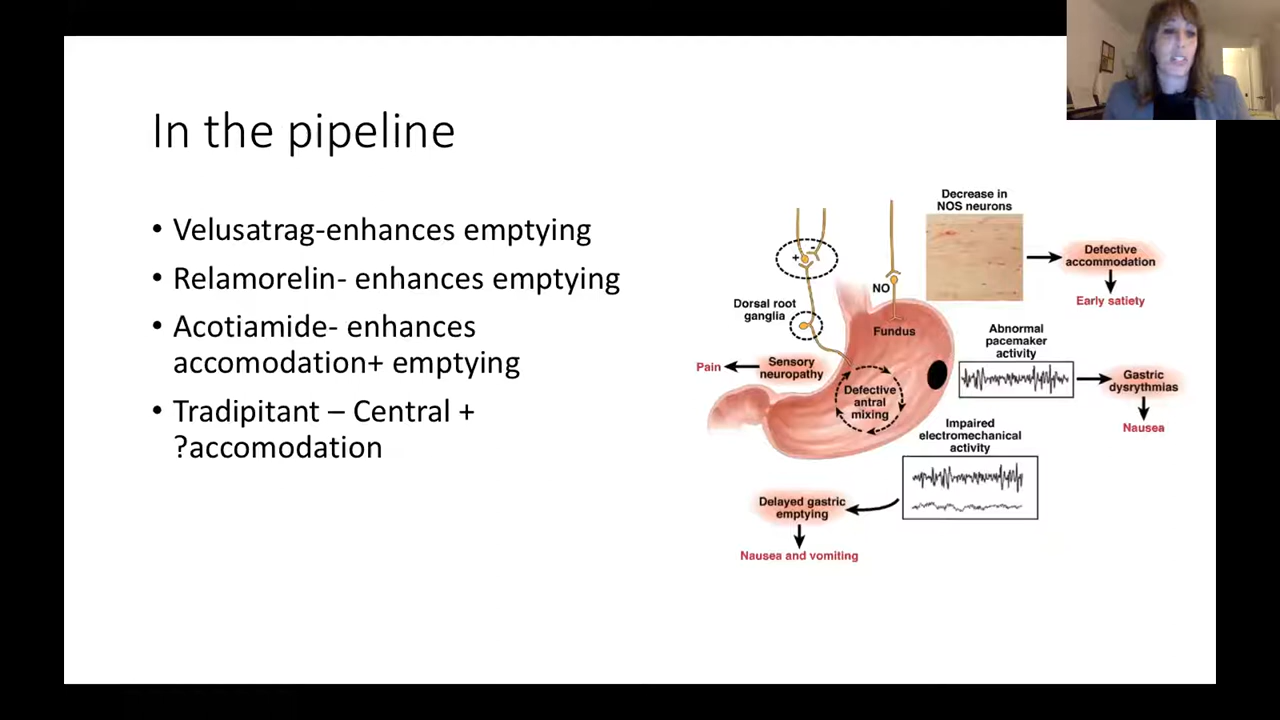 In the pipeline
• Velusatrag-enhances emptying
• Relamorelin- enhances emptying
• Acotiamide- enhances
accomodation+ emptying
• Tradipitant – Central +
?accomodation
Decrease in
NOS neurons
Defective
accommodation
Early satiety
+
-
NO
Dorsal root
ganglia
Fundus
Abnormal
pacemaker
activity
Pain
Sensory
neuropathy
Defective
antral
mixing
Gastric
dysrythmias
Nausea
Impaired
electromechanical
activity
Delayed gastric
emptying
Nausea and vomiting